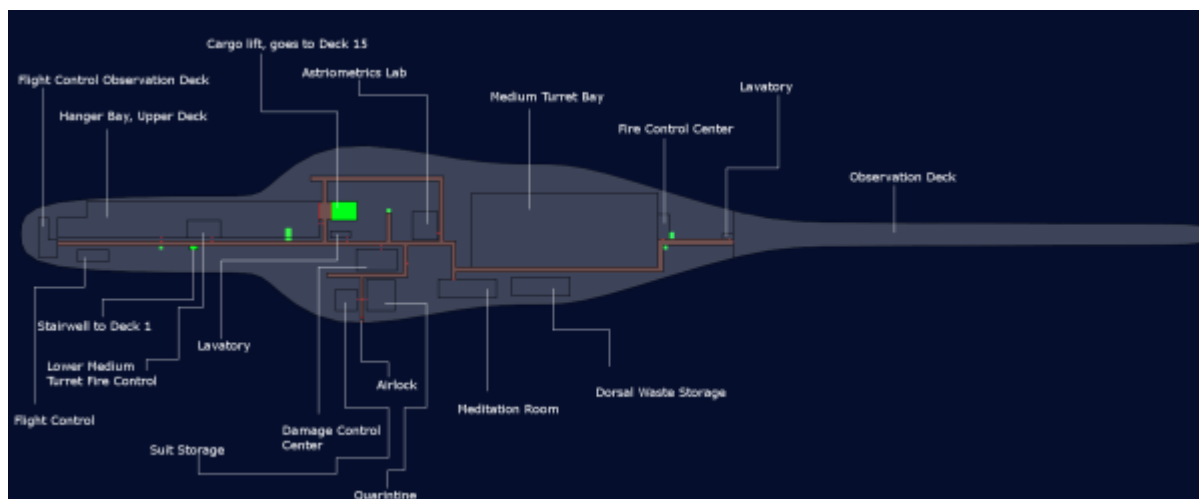 Cargo lift, goes to Deck 15
Flight Control Observation Deck
Astriometrics Lab
Lavatory
Medium Turret Bay
Hanger Bay, Upper Deck
Fire Control Center
Observation Deck
Stairwell to Deck 1
Lavatory
Lower Medium
Turret Fire Control
Airlock
Dorsal Waste Storage
Meditation Room
Flight Control
Damage Control
Center
Suit Storage
Quarintine